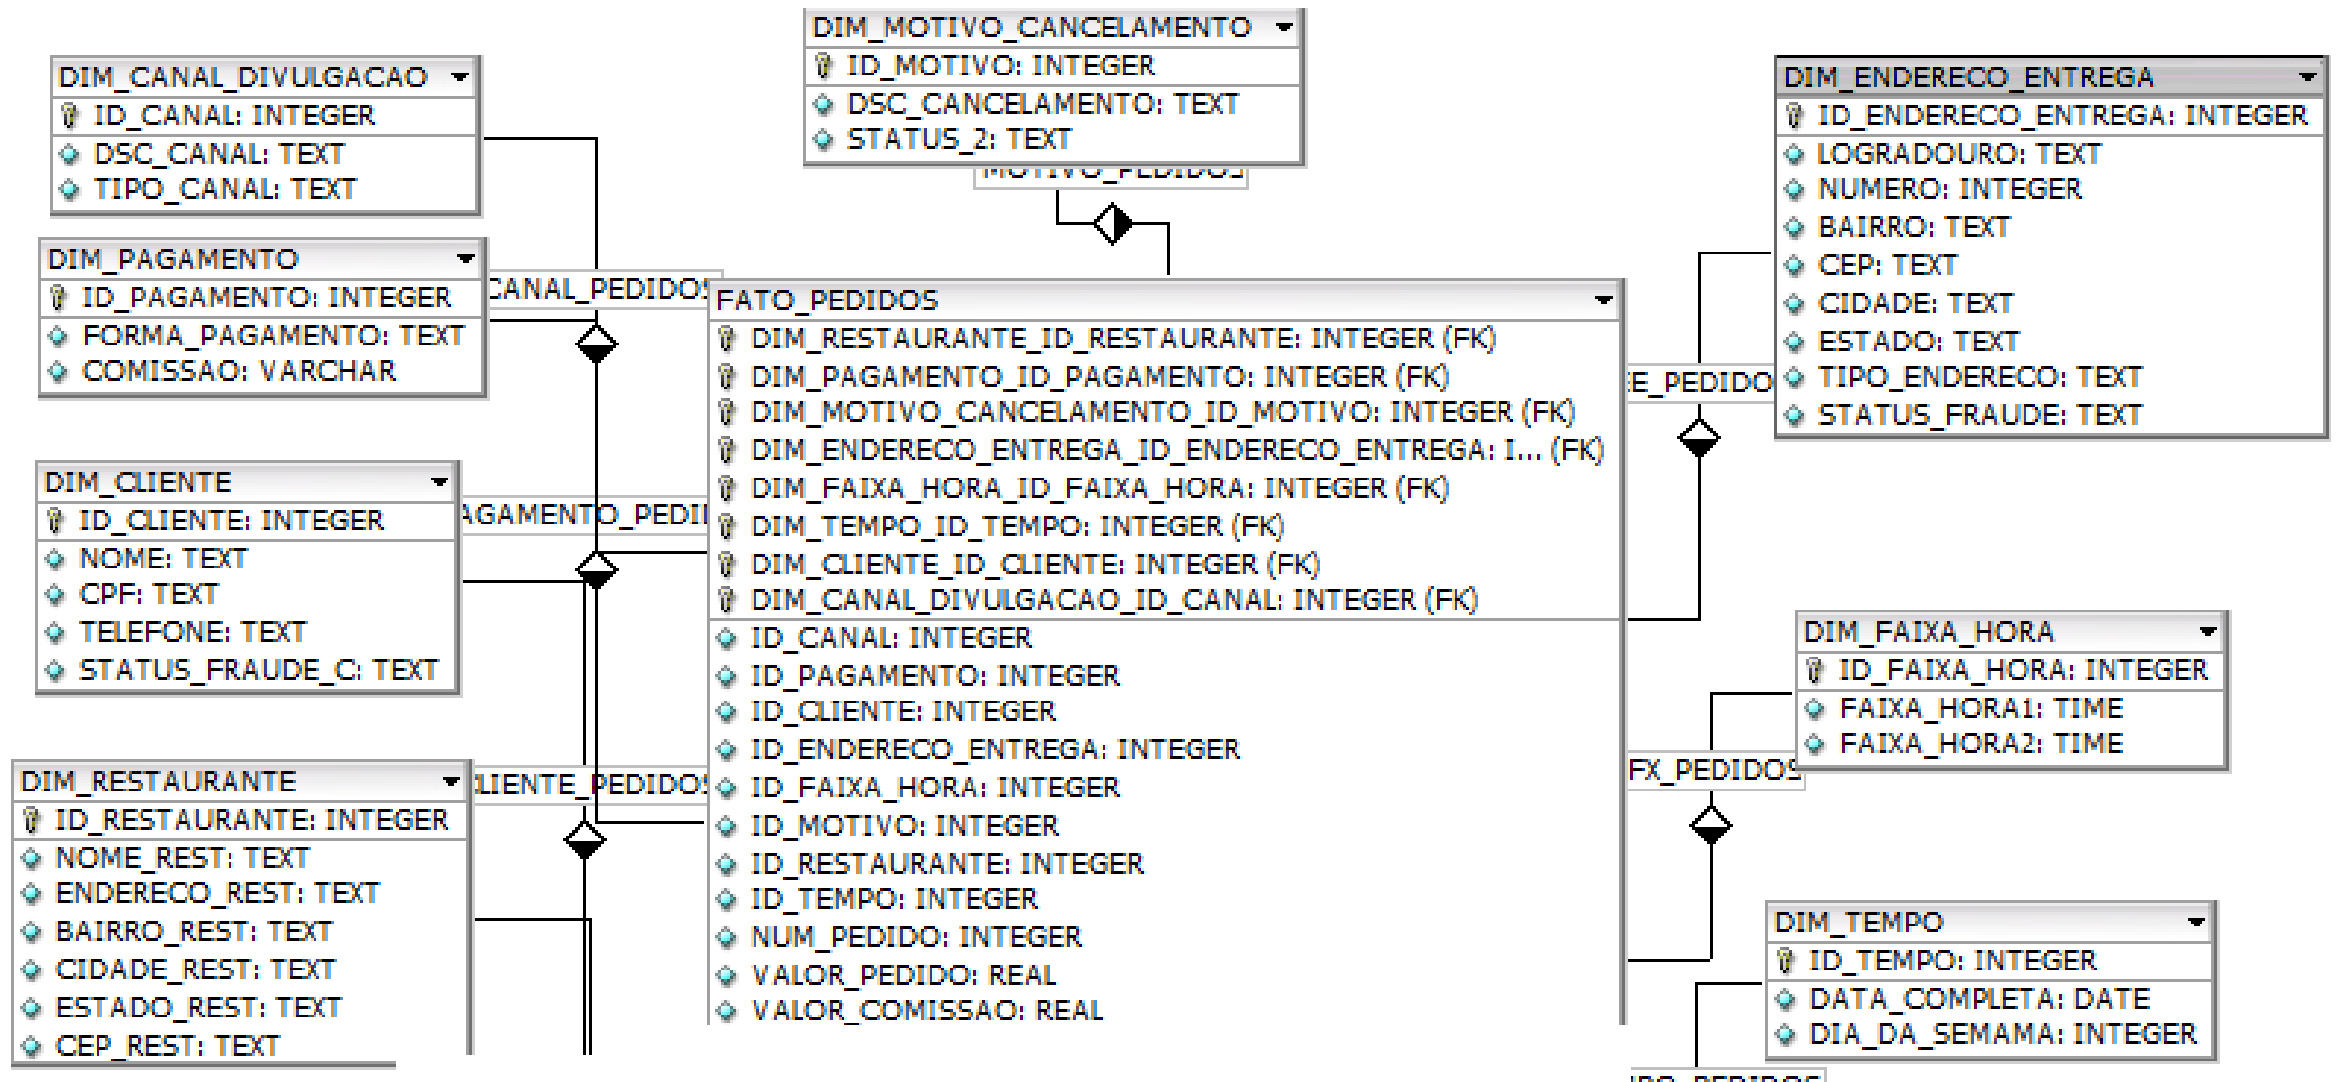 DIM_MOTIVO_CANCELAMENTO
ID_MOTIVO: INTEGER
DSC_CANCELAMENTO: TEXT
STATUS_2: TEXT
MOTIVO_PEDIDOS
DIM_CANAL_DIVULGACAO
ID_CANAL: INTEGER
DSC_CANAL: TEXT
TIPO_CANAL: TEXT
DIM_PAGAMENTO
ID_PAGAMENTO: INTEGER
FORMA_PAGAMENTO: TEXT
COMISSAO: VARCHAR
CANAL_PEDIDOS
DIM_CLIENTE
ID_CLIENTE: INTEGER
NOME: TEXT
CPF: TEXT
TELEFONE: TEXT
STATUS_FRAUDE_C: TEXT
AGAMENTO_PEDI
DIM_RESTAURANTE
ID_RESTAURANTE: INTEGER
NOME_REST: TEXT
ENDERECO_REST: TEXT
BAIRRO_REST: TEXT
CIDADE_REST: TEXT
ESTADO_REST: TEXT
CEP_REST: TEXT
LIENTE_PEDIDOS
FATO_PEDIDOS
DIM_RESTAURANTE_ID_RESTAURANTE: INTEGER (FK)
DIM_PAGAMENTO_ID_PAGAMENTO: INTEGER (FK)
DIM_MOTIVO_CANCELAMENTO_ID_MOTIVO: INTEGER (FK)
DIM_ENDERECO_ENTREGA_ID_ENDERECO_ENTREGA: I... (FK)
DIM_FAIXA_HORA_ID_FAIXA_HORA: INTEGER (FK)
DIM_TEMPO_ID_TEMPO: INTEGER (FK)
DIM_CLIENTE_ID_CLIENTE: INTEGER (FK)
DIM_CANAL_DIVULGACAO_ID_CANAL: INTEGER (FK)
ID_CANAL: INTEGER
ID_PAGAMENTO: INTEGER
ID_CLIENTE: INTEGER
ID_ENDERECO_ENTREGA: INTEGER
ID_FAIXA_HORA: INTEGER
ID_MOTIVO: INTEGER
ID_RESTAURANTE: INTEGER
ID_TEMPO: INTEGER
NUM_PEDIDO: INTEGER
VALOR_PEDIDO: REAL
VALOR_COMISSAO: REAL
DIM_ENDERECO_ENTREGA
ID_ENDERECO_ENTREGA: INTEGER
LOGRADOURO: TEXT
NUMERO: INTEGER
BAIRRO: TEXT
CEP: TEXT
CIDADE: TEXT
ESTADO: TEXT
TIPO_ENDERECO: TEXT
STATUS_FRAUDE: TEXT
E_PEDIDO
DIM_FAIXA_HORA
ID_FAIXA_HORA: INTEGER
FAIXA_HORA1: TIME
FAIXA_HORA2: TIME
FX_PEDIDOS
DIM_TEMPO
ID_TEMPO: INTEGER
DATA_COMPLETA: DATE
DIA_DA_SEMAMA: INTEGER